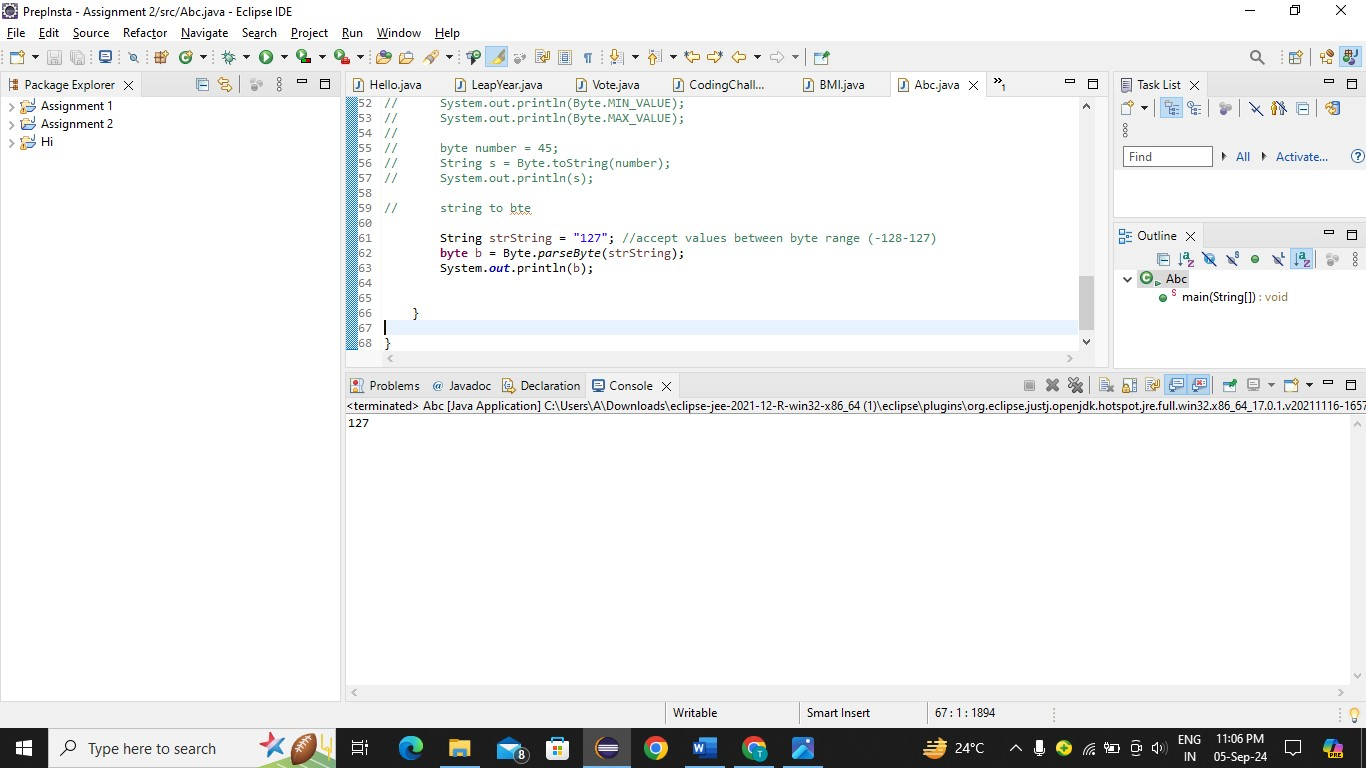 PrepInsta - Assignment 2/src/Abc.java - Eclipse IDE
File Edit Source Refactor Navigate Search Project Run Window Help
Package Explorer
Assignment 1
Assignment 2
Hi
Hello.java LeapYear.java Vote.java CodingChall... BMI.java Abc.java »1
52 // System.out.println(Byte.MIN_VALUE);
53 // System.out.println(Byte.MAX_VALUE);
54 //
55 // byte number = 45;
56 // String s = Byte.toString(number);
57 // System.out.println(s);
58
59 // string to bte
60
61 String strString = "127"; //accept values between byte range (-128-127)
62 byte b = Byte.parseByte(strString);
63 System.out.println(b);
64
65
66 }
67
68 }
Task List
Find All Activate...
Outline
Abc
main(String[]) : void
Problems Javadoc Declaration Console
<terminated> Abc [Java Application] C:\Users\A\Downloads\eclipse-jee-2021-12-R-win32-x86_64 (1)\eclipse\plugins\org.eclipse.justj.openjdk.hotspot.jre.full.win32.x86_64_17.0.1.v20211116-1657
127
Writable Smart Insert 67 : 1 : 1894
Type here to search
8
24°C
ENG
IN
11:06 PM
05-Sep-24
PRE